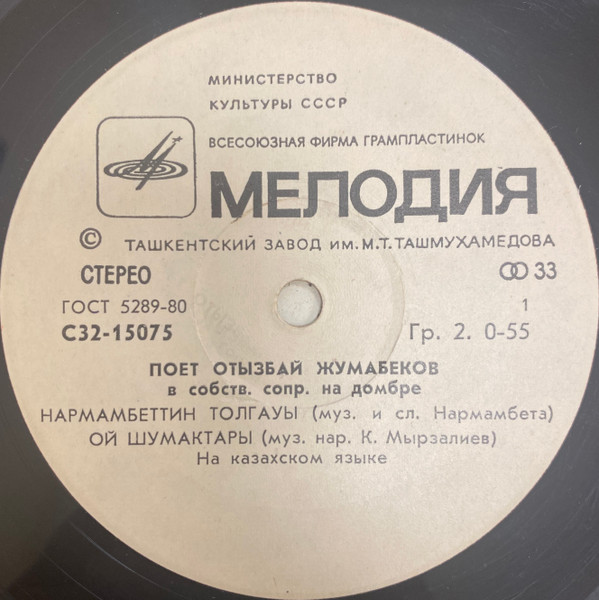 МИНИСТЕРСТВО
КУЛЬТУРЫ СССР
ВСЕСОЮЗНАЯ ФИРМА ГРАМПЛАСТИНОК
МЕЛОДИЯ
© ТАШКЕНТСКИЙ ЗАВОД ИМ. М.Т. ТАШМУХАМЕДОВА
СТЕРЕО 33
ГОСТ 5289-80 1
С32-15075 Гр. 2. 0-55
ПОЕТ ОТЫЗБАЙ ЖУМАБЕКОВ
в собств. сопр. на домбре
НАРМАМБЕТТИН ТОЛГАУЫ (муз. и сл. Нармамбета)
ОЙ ШУМАКТАРЫ (муз. нар. К. Мырзалиев)
На казахском языке